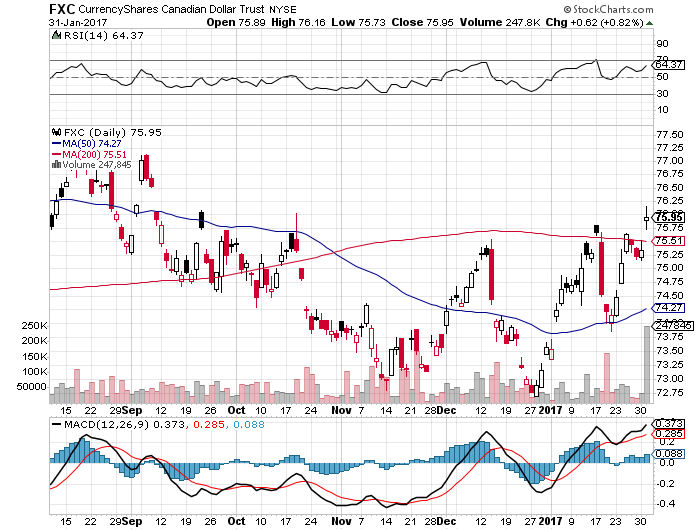 FXC CurrencyShares Canadian Dollar Trust NYSE © StockCharts.com
31-Jan-2017 Open 75.89 High 76.16 Low 75.73 Close 75.95 Volume 247.8K Chg +0.62 (+0.82%)
RSI(14) 64.37
90
70
64.37
50
30
10
FXC (Daily) 75.95
MA(50) 74.27
MA(200) 75.51
Volume 247,845
77.50
77.25
77.00
76.75
76.50
76.25
76.00
75.95
75.75
75.51
75.25
75.00
74.75
74.50
74.27
74.00
247845
73.75
73.50
73.25
73.00
72.75
250K
200K
150K
100K
50000
15 22 29 Sep 12 19 26 Oct 10 17 24 Nov 7 14 21 28 Dec 12 19 27 2017 9 17 23 30
MACD(12,26,9) 0.373, 0.285, 0.088
0.373
0.285
0.2
0.088
0.0
-0.2
-0.4
15 22 29 Sep 12 19 26 Oct 10 17 24 Nov 7 14 21 28 Dec 12 19 27 2017 9 17 23 30